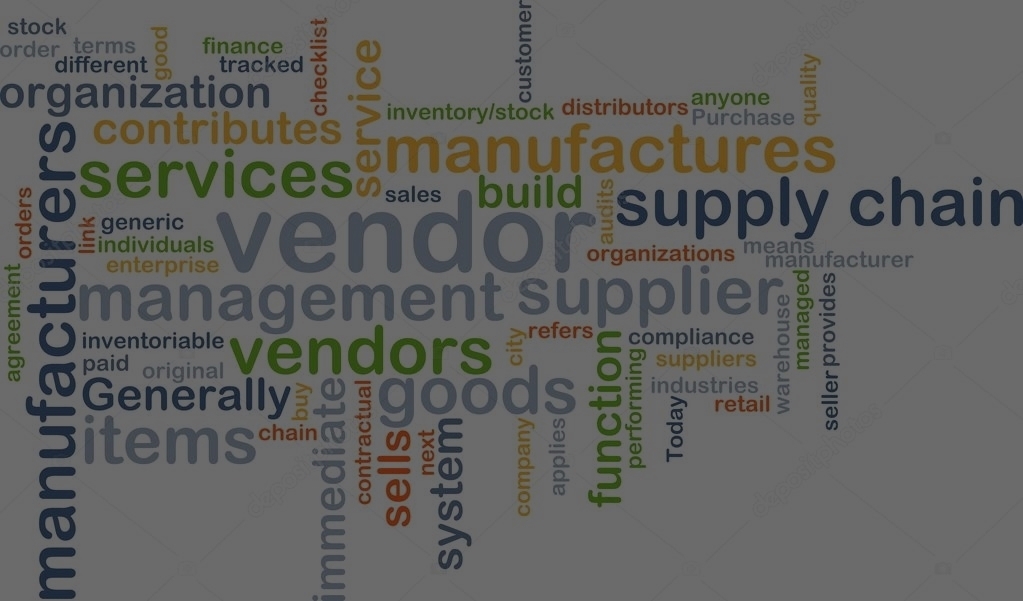 stock
order terms good finance checklist customer
different tracked
organization service inventory/stock distributors anyone quality
contributes manufactures Purchase
services sales build audits supply chain
manufacturers orders link generic vendor organizations means
individuals manufacturer
enterprise
agreement management supplier managed provides
inventoriable vendors city refers compliance warehouse
paid original function performing suppliers
Generally buy immediate contractual goods industries seller
items chain sells next system company applies Today retail